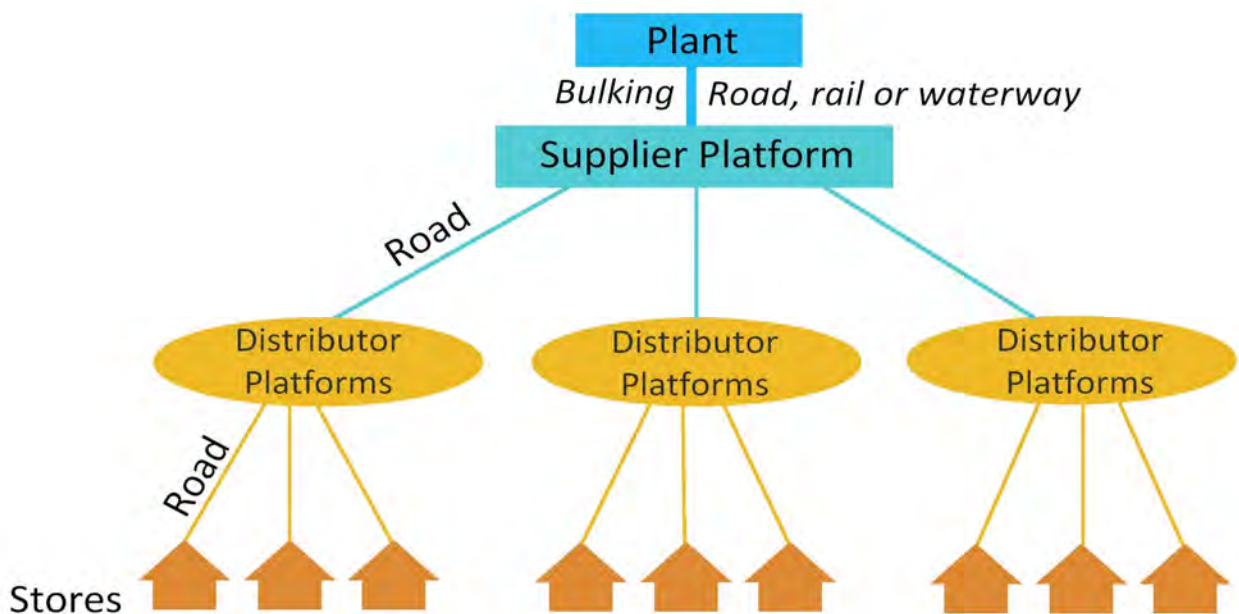 Plant
Bulking
Road, rail or waterway
Supplier Platform
Road
Distributor
Platforms
Distributor
Platforms
Distributor
Platforms
Road
Stores